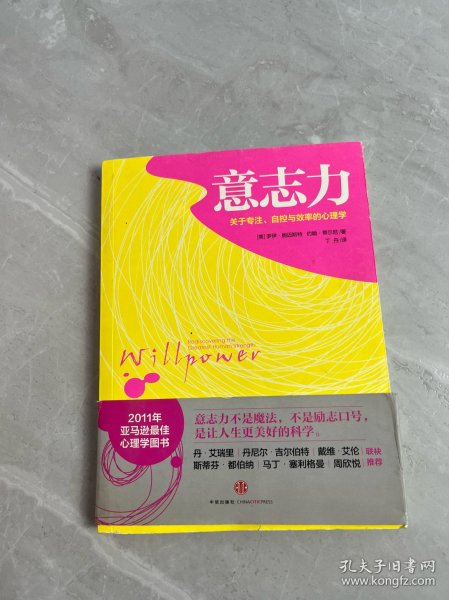 意志力
关于专注、自控与效率的心理学
[美]罗伊·鲍迈斯特 约翰·蒂尔尼/著
丁 丹/译
Rediscovering the
Greatest Human Strength
Willpower
2011年
亚马逊最佳
心理学图书
意志力不是魔法,不是励志口号,
是让人生更美好的科学。
丹·艾瑞里 丹尼尔·吉尔伯特 戴维·艾伦 联袂
斯蒂芬·都伯纳 马丁·塞利格曼 周欣悦 推荐
中信出版社·CHINACITICPRESS
孔夫子旧书网
www.kongfz.com